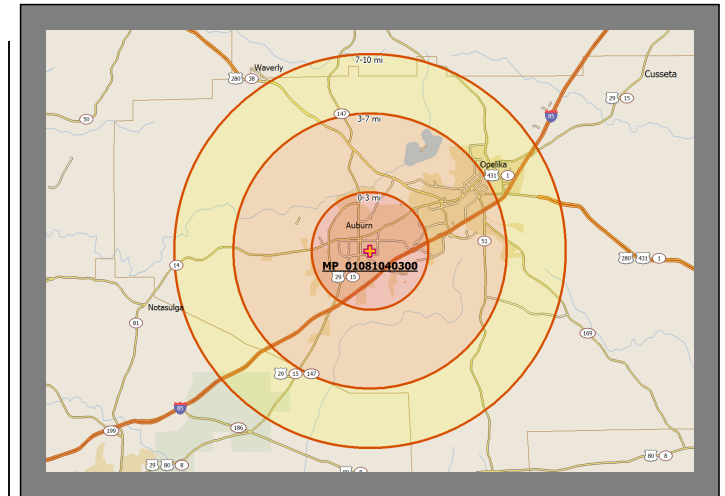 7-10 mi
Waverly
Cusseta
280 38
29 15
147
50
3-7 mi
85
Opelika
431 1
0-3 mi
Auburn
51
MP_01081040300
14
280 431 1
29 15
Notasulga
81
169
29 15 147
85
199
186
80 8
29 80 8
80